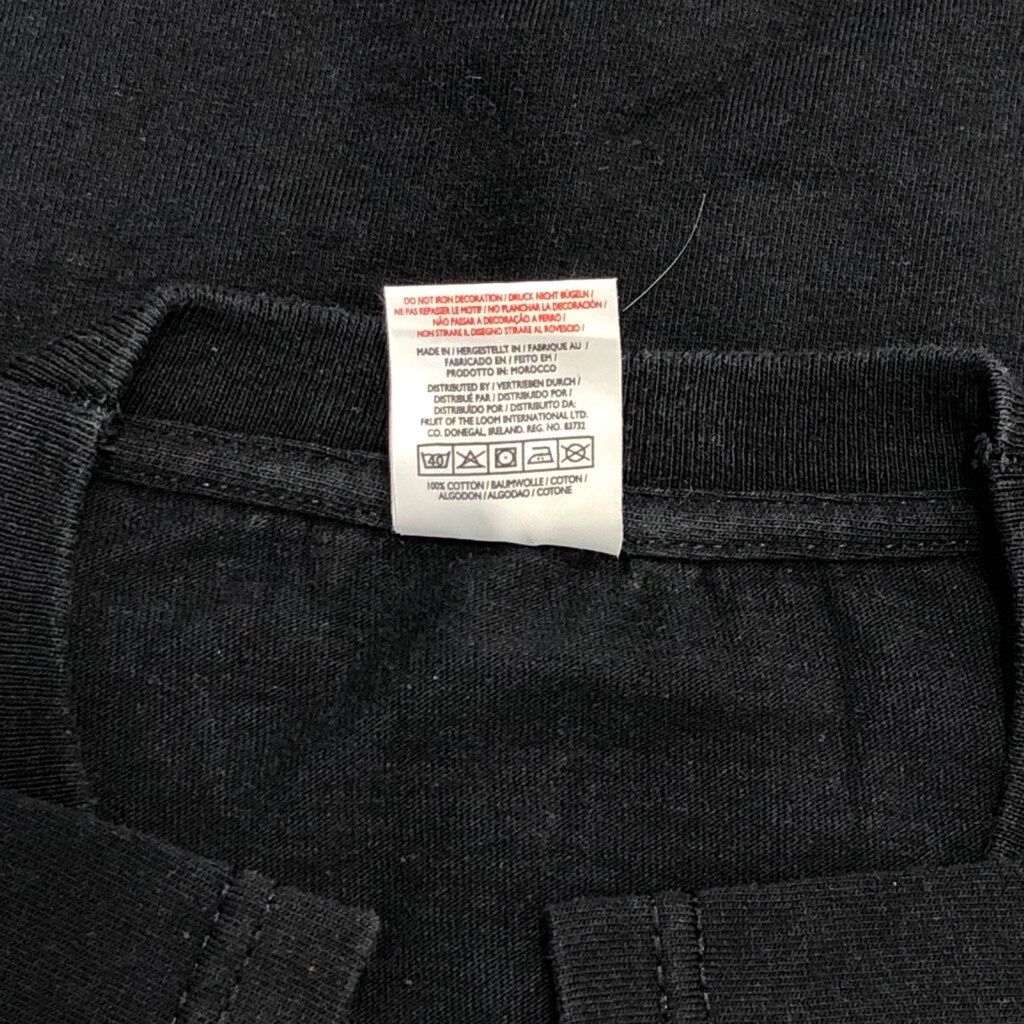 DO NOT IRON DECORATION / DRUCK NICHT BÜGELN /
NE PAS REPASSER LE MOTIF / NO PLANCHAR LA DECORACIÓN /
NÃO PASSAR A DECORAÇÃO A FERRO /
NON STIRARE IL DISEGNO STIRARE AL ROVESCIO /
MADE IN / HERGESTELLT IN / FABRIQUE AU /
FABRICADO EN / FEITO EM /
PRODOTTO IN: MOROCCO
DISTRIBUTED BY / VERTRIEBEN DURCH /
DISTRIBUÉ PAR / DISTRIBUIDO POR /
DISTRIBUÍDO POR / DISTRIBUITO DA:
FRUIT OF THE LOOM INTERNATIONAL LTD.
CO. DONEGAL, IRELAND. REG. NO. 83732
40
100% COTTON / BAUMWOLLE / COTON /
ALGODON / ALGODAO / COTONE